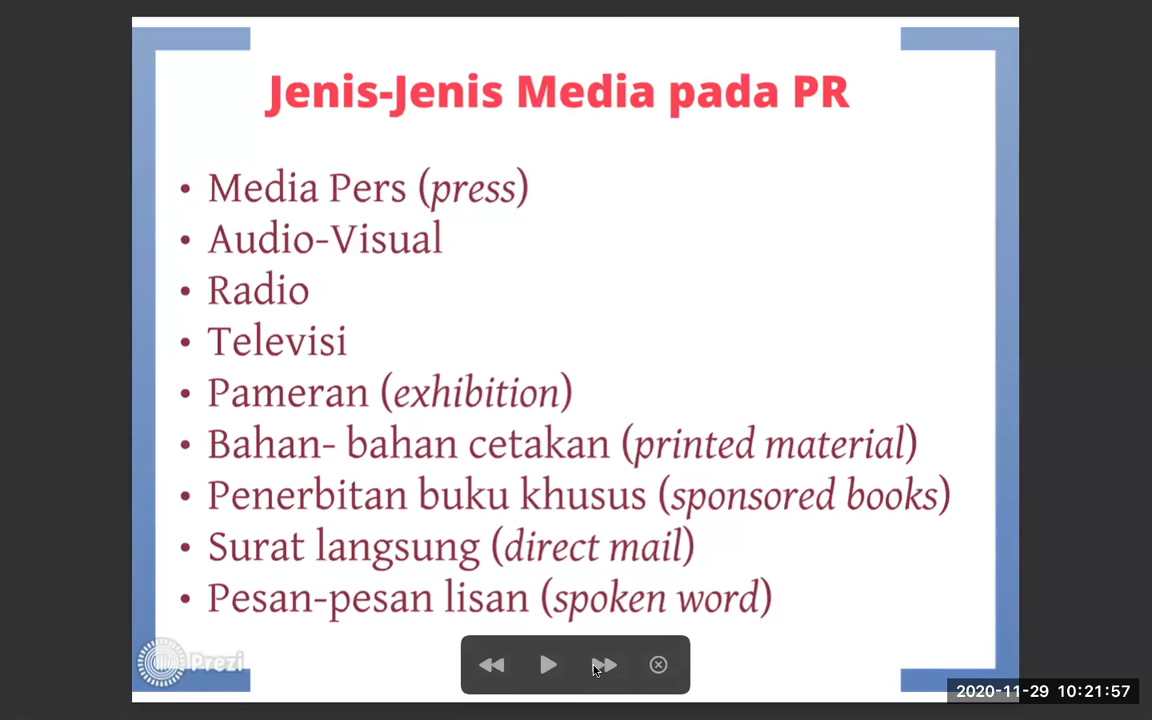 Jenis-Jenis Media pada PR
• Media Pers (press)
• Audio-Visual
• Radio
• Televisi
• Pameran (exhibition)
• Bahan- bahan cetakan (printed material)
• Penerbitan buku khusus (sponsored books)
• Surat langsung (direct mail)
• Pesan-pesan lisan (spoken word)
Prezi
2020-11-29 10:21:57